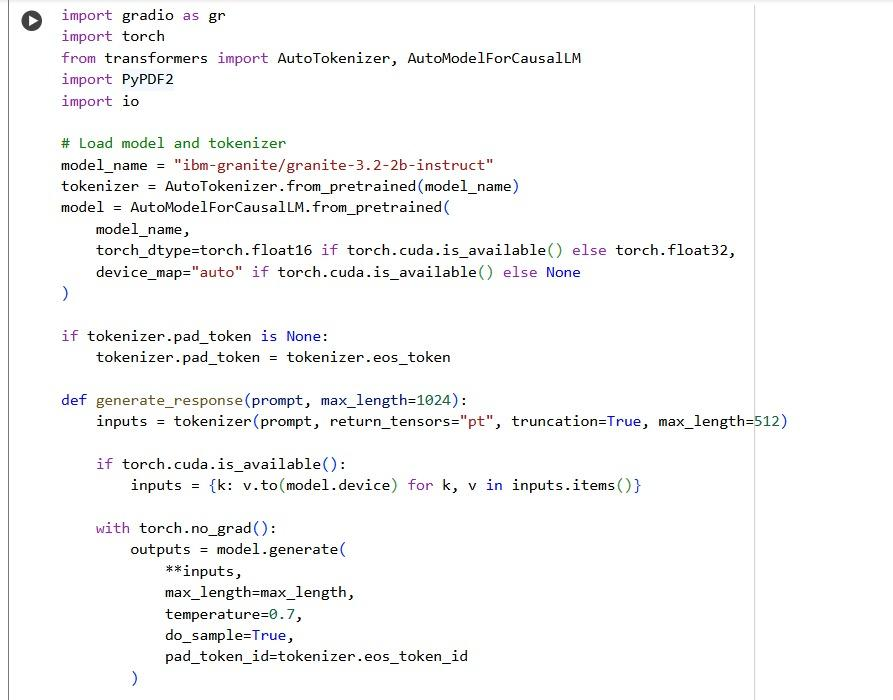 import gradio as gr
import torch
from transformers import AutoTokenizer, AutoModelForCausalLM
import PyPDF2
import io

# Load model and tokenizer
model_name = "ibm-granite/granite-3.2-2b-instruct"
tokenizer = AutoTokenizer.from_pretrained(model_name)
model = AutoModelForCausalLM.from_pretrained(
    model_name,
    torch_dtype=torch.float16 if torch.cuda.is_available() else torch.float32,
    device_map="auto" if torch.cuda.is_available() else None
)

if tokenizer.pad_token is None:
    tokenizer.pad_token = tokenizer.eos_token

def generate_response(prompt, max_length=1024):
    inputs = tokenizer(prompt, return_tensors="pt", truncation=True, max_length=512)

    if torch.cuda.is_available():
        inputs = {k: v.to(model.device) for k, v in inputs.items()}

    with torch.no_grad():
        outputs = model.generate(
            **inputs,
            max_length=max_length,
            temperature=0.7,
            do_sample=True,
            pad_token_id=tokenizer.eos_token_id
        )